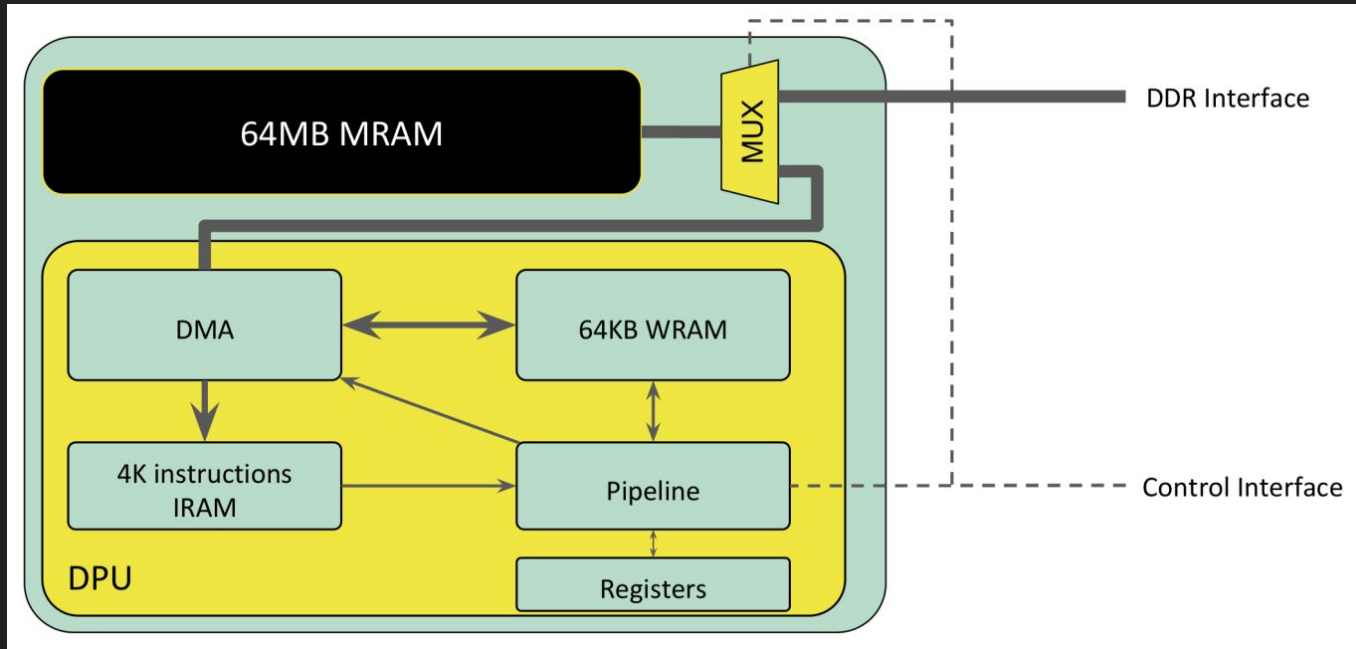 64MB MRAM
MUX
DDR Interface
DMA
64KB WRAM
4K instructions
IRAM
Pipeline
Control Interface
DPU
Registers